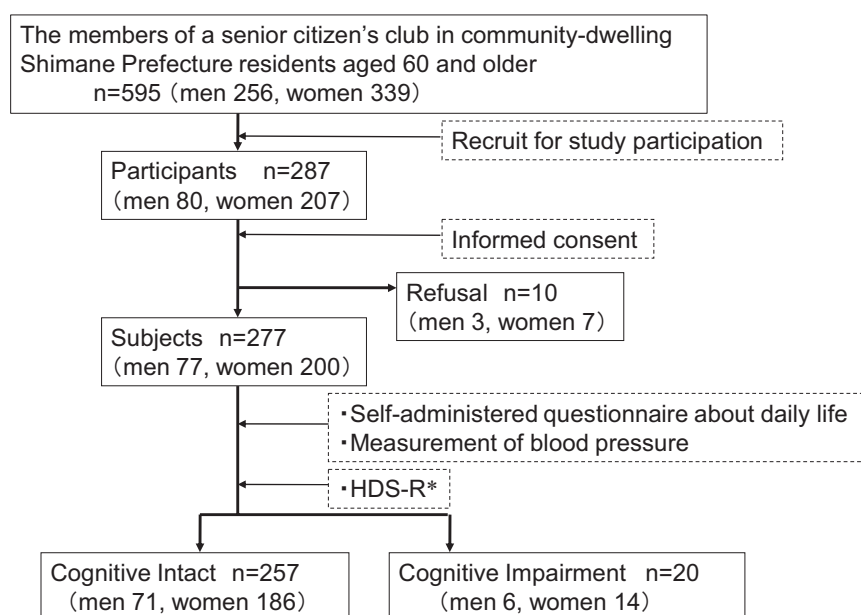 The members of a senior citizen's club in community-dwelling
Shimane Prefecture residents aged 60 and older
n=595（men 256, women 339）
Recruit for study participation
Participants n=287
（men 80, women 207）
Informed consent
Refusal n=10
（men 3, women 7）
Subjects n=277
（men 77, women 200）
・Self-administered questionnaire about daily life
・Measurement of blood pressure
・HDS-R*
Cognitive Intact n=257
（men 71, women 186）
Cognitive Impairment n=20
（men 6, women 14）